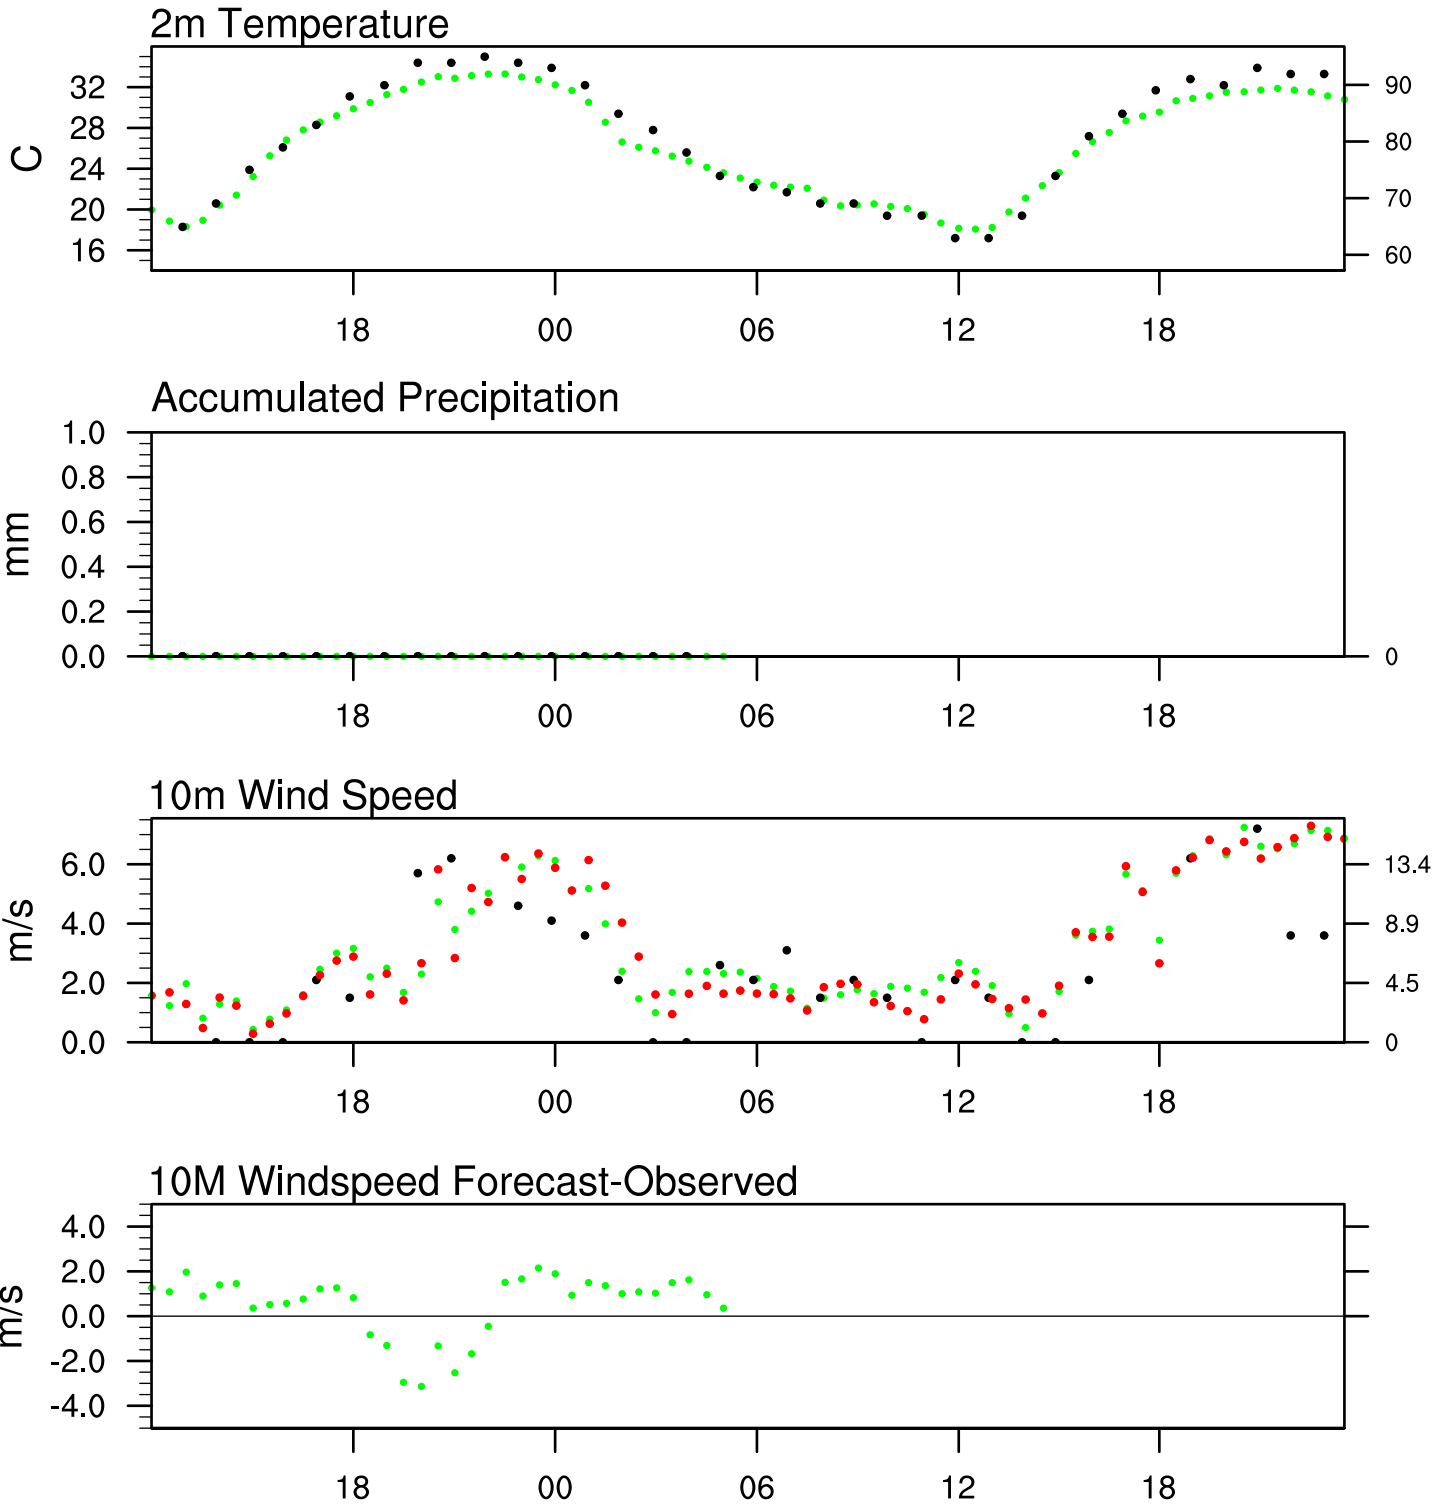 2m Temperature
C
32
28
24
20
16
90
80
70
60
18 00 06 12 18
Accumulated Precipitation
mm
1.0
0.8
0.6
0.4
0.2
0.0
0
18 00 06 12 18
10m Wind Speed
m/s
6.0
4.0
2.0
0.0
13.4
8.9
4.5
0
18 00 06 12 18
10M Windspeed Forecast-Observed
m/s
4.0
2.0
0.0
-2.0
-4.0
18 00 06 12 18